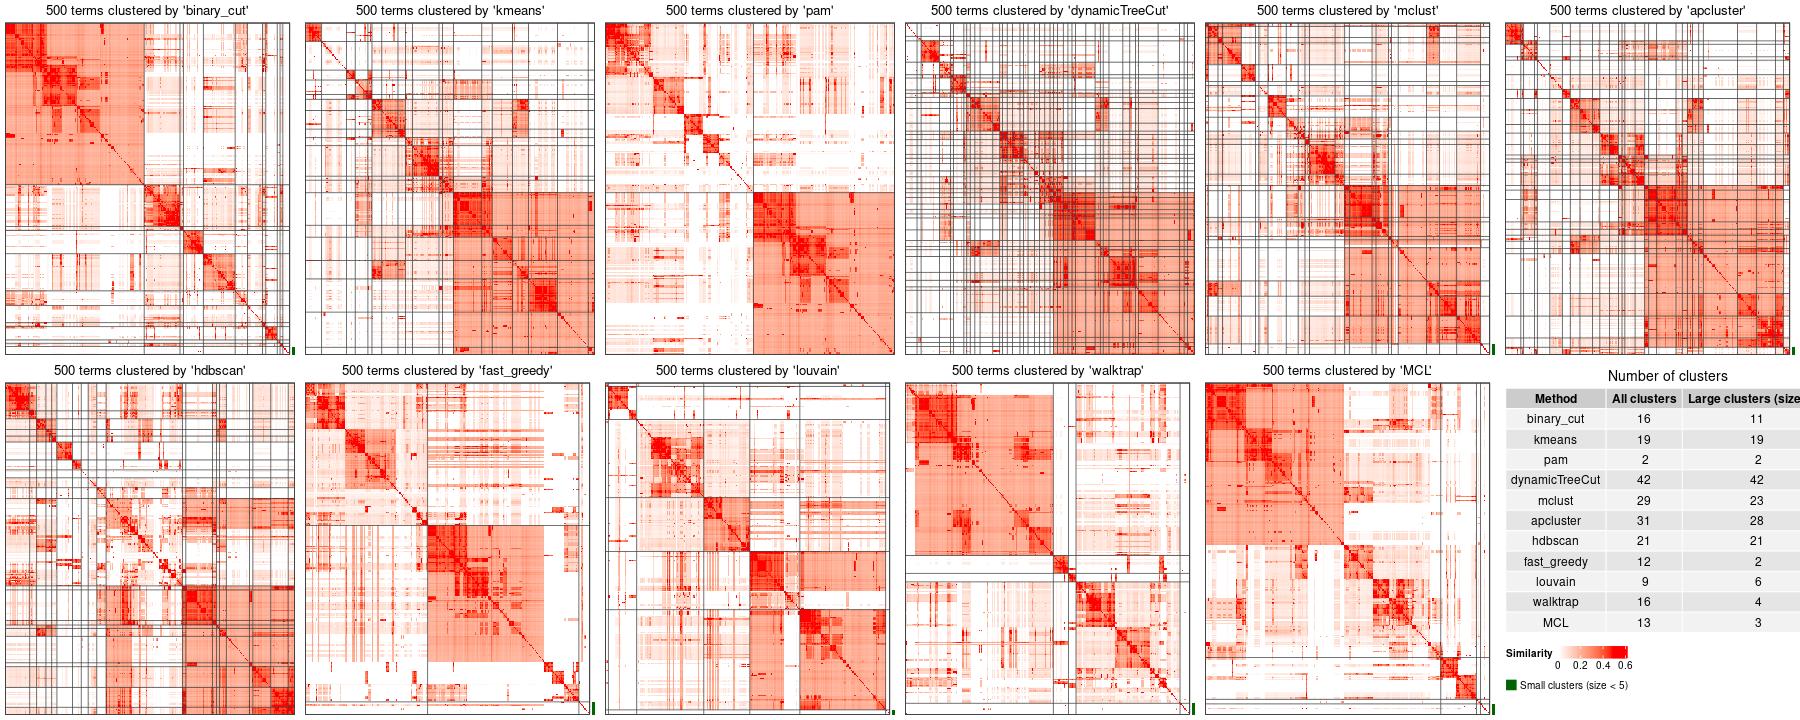 500 terms clustered by 'binary_cut'
500 terms clustered by 'kmeans'
500 terms clustered by 'pam'
500 terms clustered by 'dynamicTreeCut'
500 terms clustered by 'mclust'
500 terms clustered by 'apcluster'
500 terms clustered by 'hdbscan'
500 terms clustered by 'fast_greedy'
500 terms clustered by 'louvain'
500 terms clustered by 'walktrap'
500 terms clustered by 'MCL'
Number of clusters
Method All clusters Large clusters (size
binary_cut 16 11
kmeans 19 19
pam 2 2
dynamicTreeCut 42 42
mclust 29 23
apcluster 31 28
hdbscan 21 21
fast_greedy 12 2
louvain 9 6
walktrap 16 4
MCL 13 3
Similarity
0 0.2 0.4 0.6
Small clusters (size < 5)